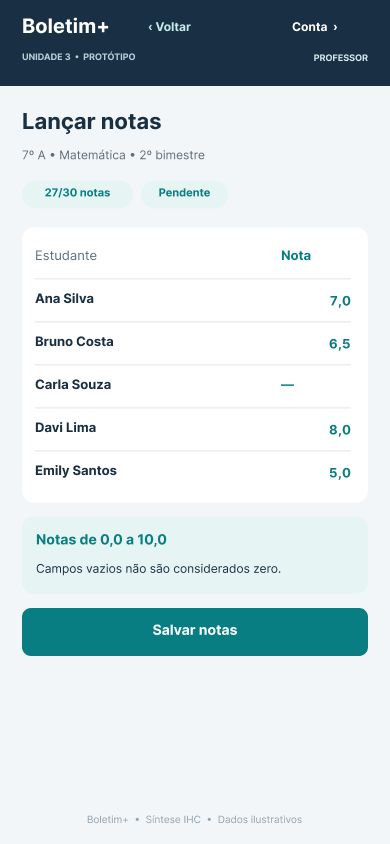 Boletim+ ‹ Voltar Conta ›
UNIDADE 3 • PROTÓTIPO PROFESSOR
Lançar notas
7º A • Matemática • 2º bimestre
27/30 notas Pendente
Estudante Nota
Ana Silva 7,0
Bruno Costa 6,5
Carla Souza —
Davi Lima 8,0
Emily Santos 5,0
Notas de 0,0 a 10,0
Campos vazios não são considerados zero.
Salvar notas
Boletim+ • Síntese IHC • Dados ilustrativos